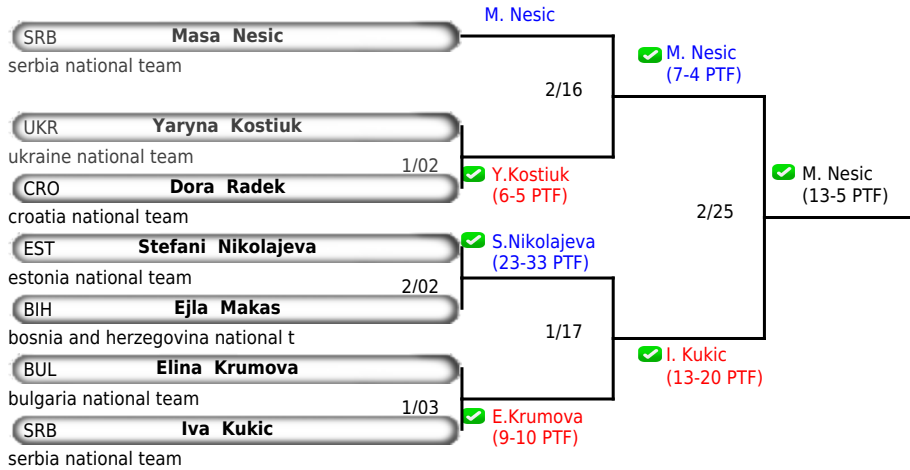 M. Nesic
SRB Masa Nesic
serbia national team
M. Nesic
(7-4 PTF)
2/16
UKR Yaryna Kostiuk
ukraine national team
1/02
Y.Kostiuk
(6-5 PTF)
CRO Dora Radek
croatia national team
M. Nesic
(13-5 PTF)
2/25
EST Stefani Nikolajeva
estonia national team
S.Nikolajeva
(23-33 PTF)
2/02
BIH Ejla Makas
bosnia and herzegovina national t
1/17
I. Kukic
(13-20 PTF)
BUL Elina Krumova
bulgaria national team
1/03
E.Krumova
(9-10 PTF)
SRB Iva Kukic
serbia national team